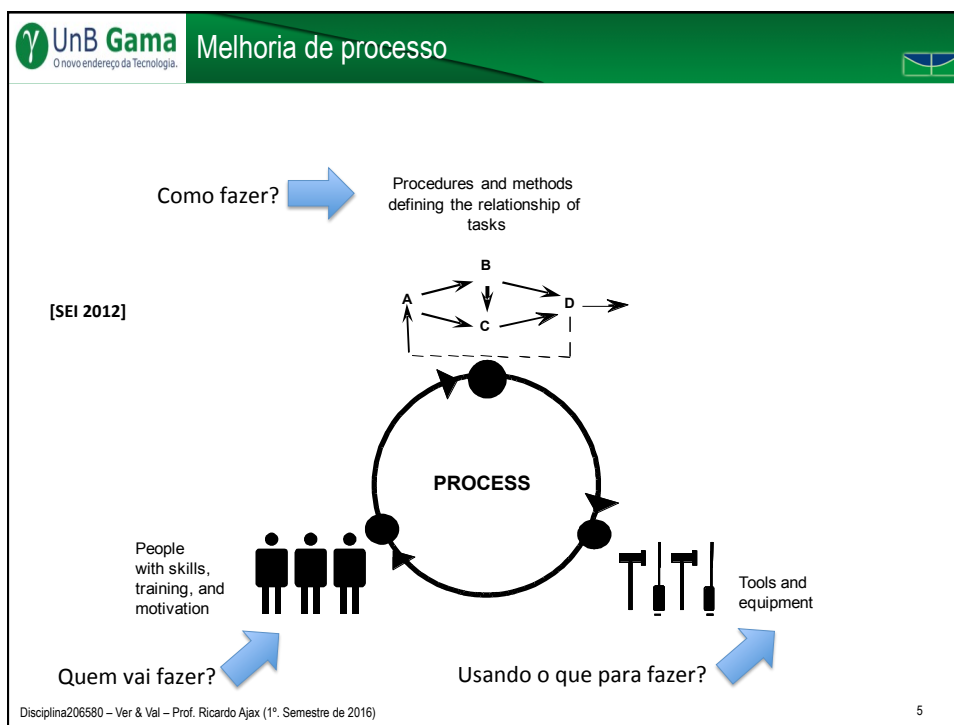 γ UnB Gama
O novo endereço da Tecnologia.
Melhoria de processo
Como fazer?
Procedures and methods
defining the relationship of
tasks
B
A
D
C
[SEI 2012]
PROCESS
People
with skills,
training, and
motivation
Tools and
equipment
Quem vai fazer?
Usando o que para fazer?
Disciplina206580 – Ver & Val – Prof. Ricardo Ajax (1º. Semestre de 2016)
5